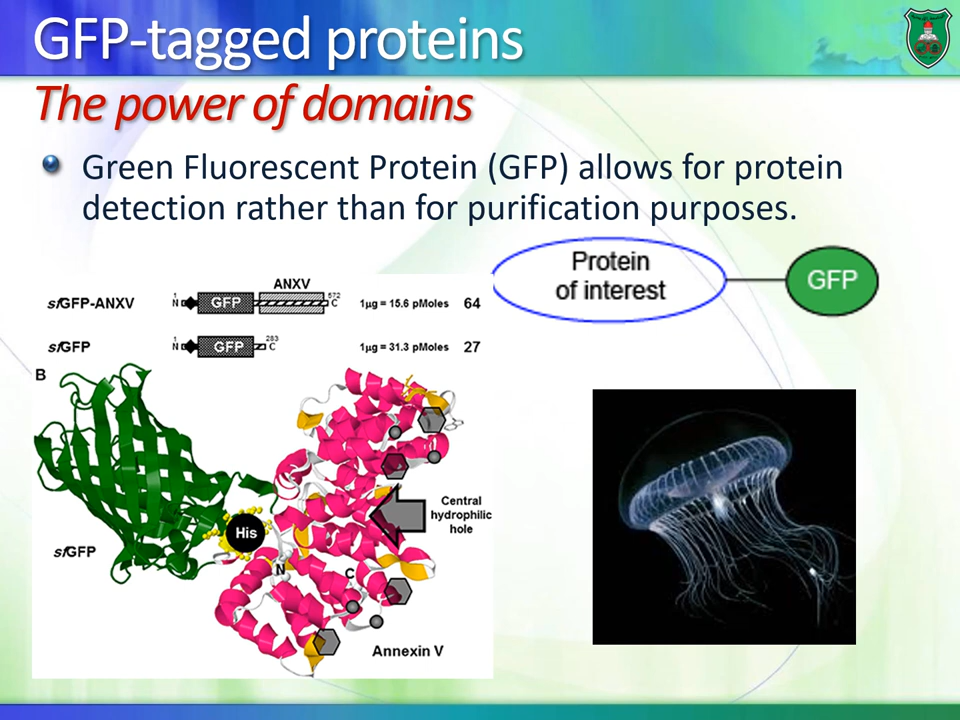 GFP-tagged proteins
The power of domains
Green Fluorescent Protein (GFP) allows for protein
detection rather than for purification purposes.
Protein
of interest
GFP
ANXV
sfGFP-ANXV
1
N
GFP
572
C
1µg = 15.6 pMoles
64
sfGFP
1
N
GFP
283
C
1µg = 31.3 pMoles
27
B
Central
hydrophilic
hole
His
sfGFP
N
C
Annexin V